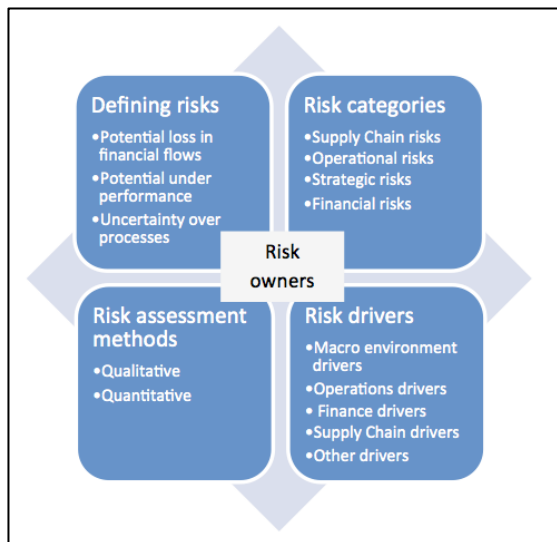 Defining risks
•Potential loss in
financial flows
•Potential under
performance
•Uncertainty over
processes
Risk categories
•Supply Chain risks
•Operational risks
•Strategic risks
•Financial risks
Risk
owners
Risk assessment
methods
•Qualitative
•Quantitative
Risk drivers
•Macro environment
drivers
•Operations drivers
• Finance drivers
•Supply Chain drivers
•Other drivers